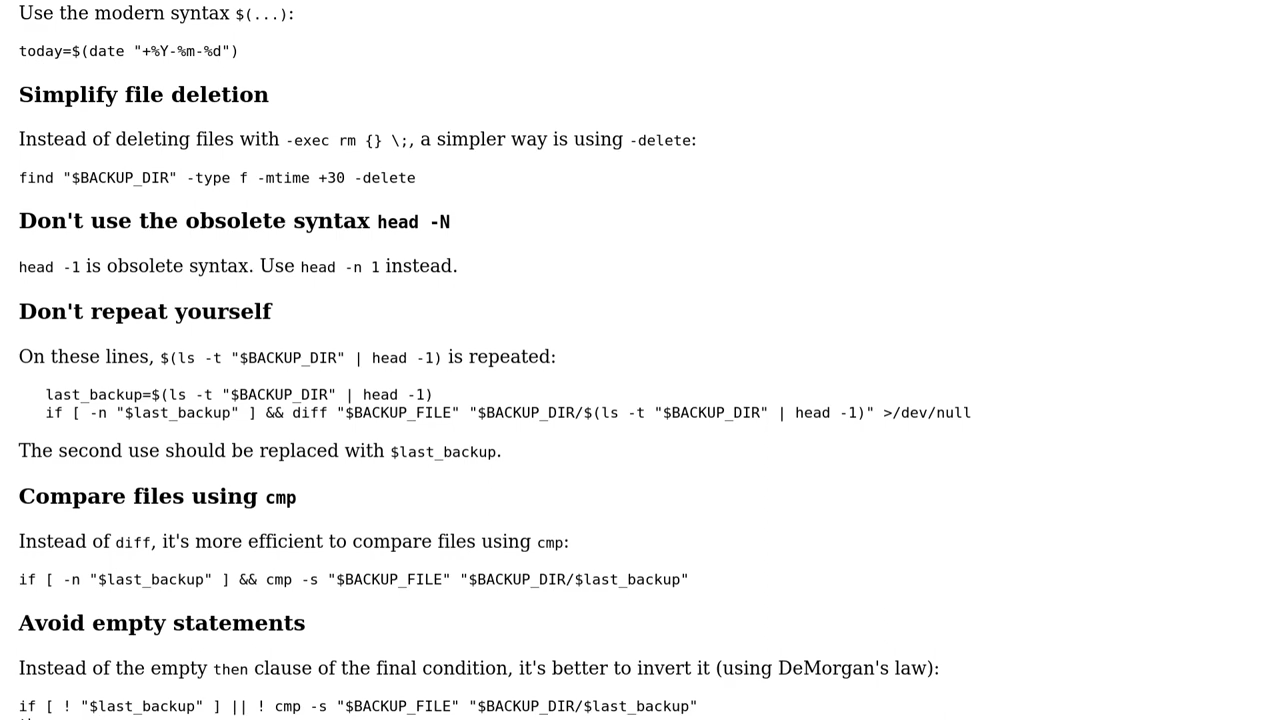 Use the modern syntax $(...):
today=$(date "+%Y-%m-%d")
Simplify file deletion
Instead of deleting files with -exec rm {} \;, a simpler way is using -delete:
find "$BACKUP_DIR" -type f -mtime +30 -delete
Don't use the obsolete syntax head -N
head -1 is obsolete syntax. Use head -n 1 instead.
Don't repeat yourself
On these lines, $(ls -t "$BACKUP_DIR" | head -1) is repeated:
last_backup=$(ls -t "$BACKUP_DIR" | head -1)
if [ -n "$last_backup" ] && diff "$BACKUP_FILE" "$BACKUP_DIR/$(ls -t "$BACKUP_DIR" | head -1)" >/dev/null
The second use should be replaced with $last_backup.
Compare files using cmp
Instead of diff, it's more efficient to compare files using cmp:
if [ -n "$last_backup" ] && cmp -s "$BACKUP_FILE" "$BACKUP_DIR/$last_backup"
Avoid empty statements
Instead of the empty then clause of the final condition, it's better to invert it (using DeMorgan's law):
if [ ! "$last_backup" ] || ! cmp -s "$BACKUP_FILE" "$BACKUP_DIR/$last_backup"